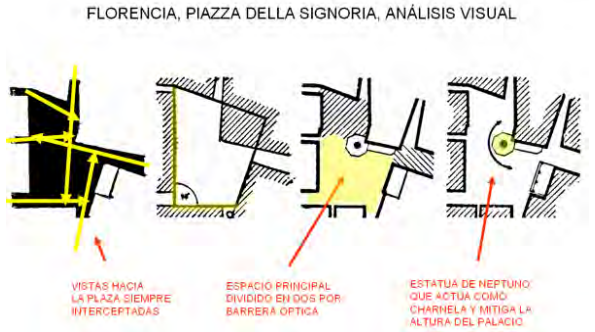 FLORENCIA, PIAZZA DELLA SIGNORIA, ANÁLISIS VISUAL
VISTAS HACIA
LA PLAZA SIEMPRE
INTERCEPTADAS
ESPACIO PRINCIPAL
DIVIDIDO EN DOS POR
BARRERA ÓPTICA
ESTATUA DE NEPTUNO
QUE ACTÚA COMO
CHARNELA Y MITIGA LA
ALTURA DEL PALACIO